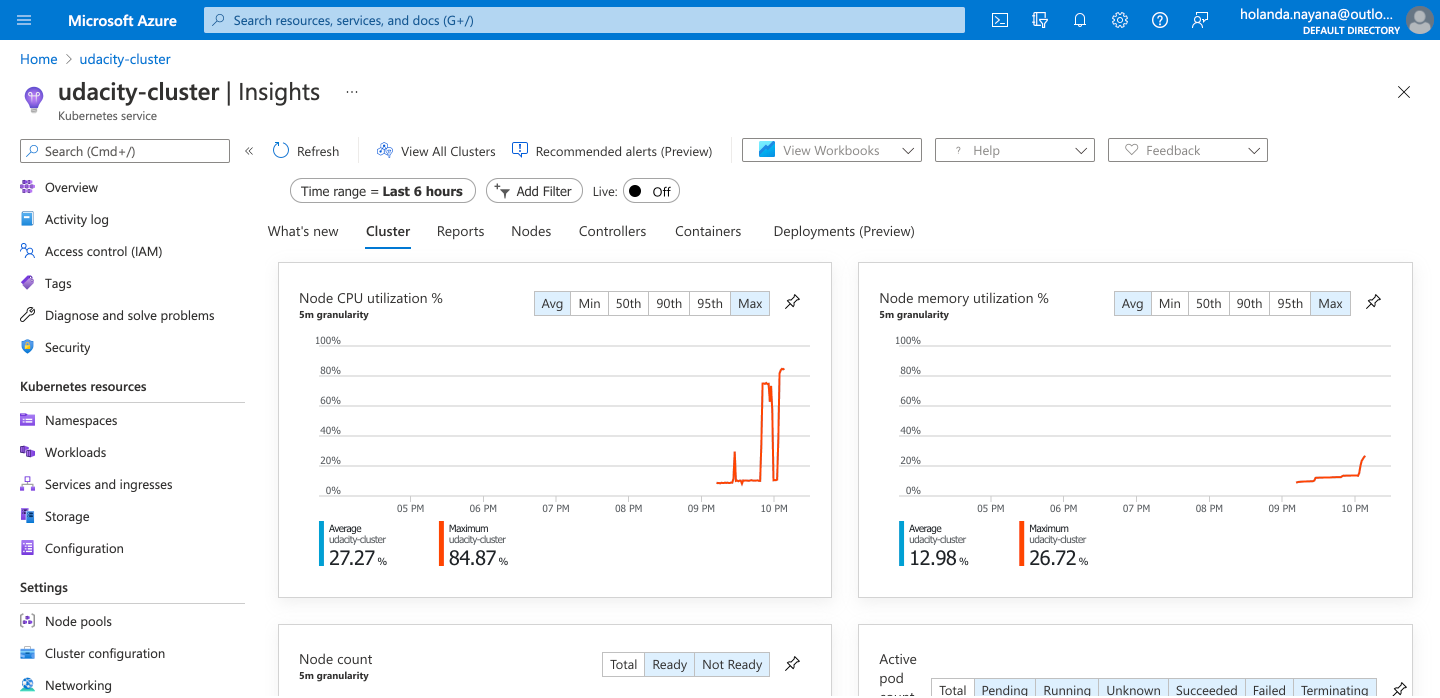 Microsoft Azure
Search resources, services, and docs (G+/)
holanda.nayana@outlo...
DEFAULT DIRECTORY
Home > udacity-cluster
udacity-cluster | Insights ...
Kubernetes service
Search (Cmd+/)
«
Refresh
View All Clusters
Recommended alerts (Preview)
View Workbooks
? Help
Feedback
Overview
Activity log
Access control (IAM)
Tags
Diagnose and solve problems
Security
Kubernetes resources
Namespaces
Workloads
Services and ingresses
Storage
Configuration
Settings
Node pools
Cluster configuration
Networking
Time range = Last 6 hours
Add Filter
Live: Off
What's new Cluster Reports Nodes Controllers Containers Deployments (Preview)
Node CPU utilization %
5m granularity
Avg Min 50th 90th 95th Max
100%
80%
60%
40%
20%
0%
05 PM 06 PM 07 PM 08 PM 09 PM 10 PM
Average
udacity-cluster
27.27 %
Maximum
udacity-cluster
84.87 %
Node memory utilization %
5m granularity
Avg Min 50th 90th 95th Max
100%
80%
60%
40%
20%
0%
05 PM 06 PM 07 PM 08 PM 09 PM 10 PM
Average
udacity-cluster
12.98 %
Maximum
udacity-cluster
26.72 %
Node count
5m granularity
Total Ready Not Ready
Active
pod
count
Total Pending Running Unknown Succeeded Failed Terminating